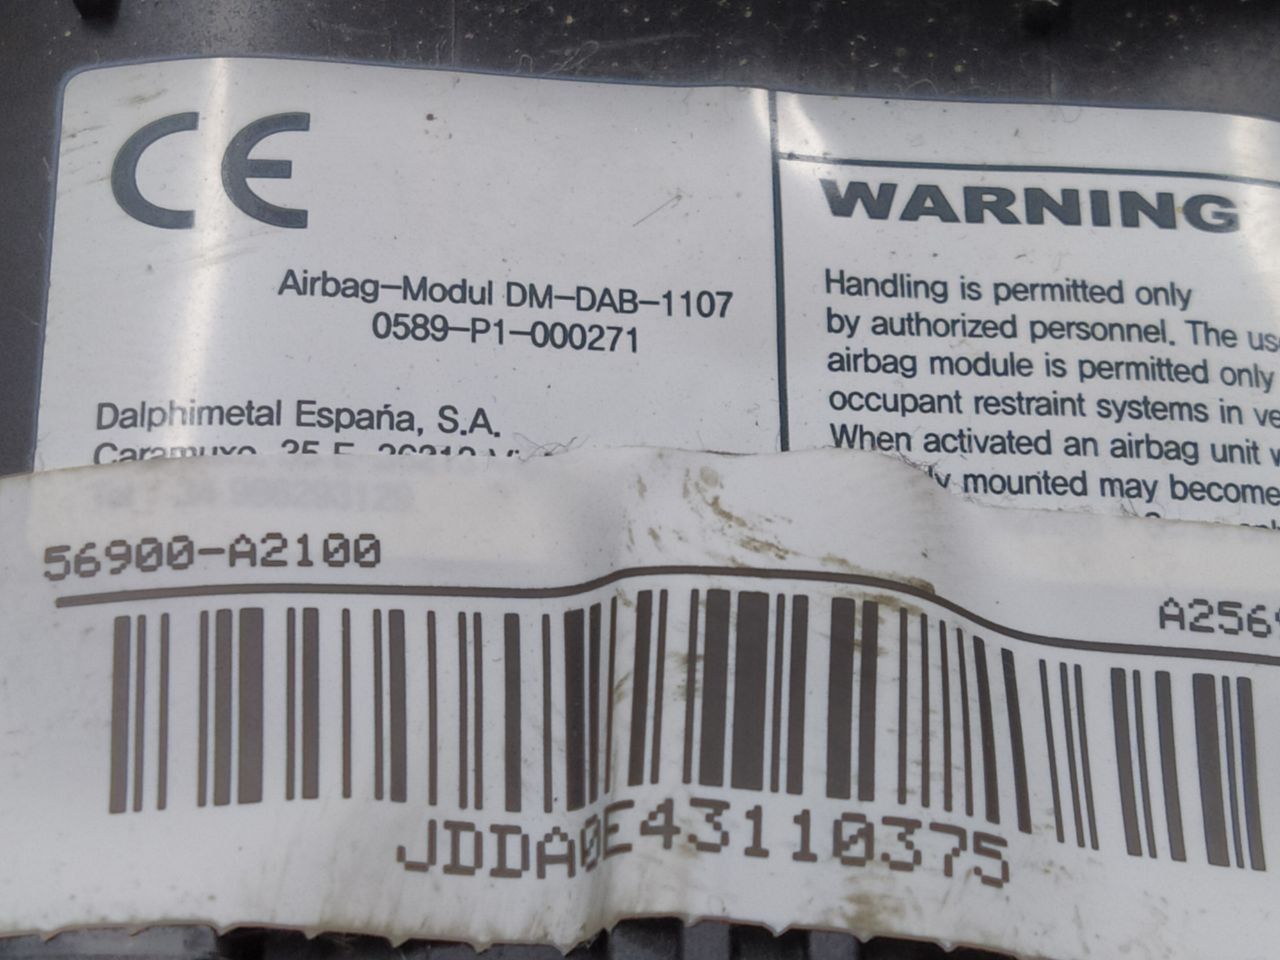 CE
Airbag-Modul DM-DAB-1107
0589-P1-000271
Dalphimetal España, S.A.
WARNING
Handling is permitted only
by authorized personnel. The
airbag module is permitted only
occupant restraint systems in
When activated an airbag unit
mounted may become
56900-A2100
JDDA0E43110375